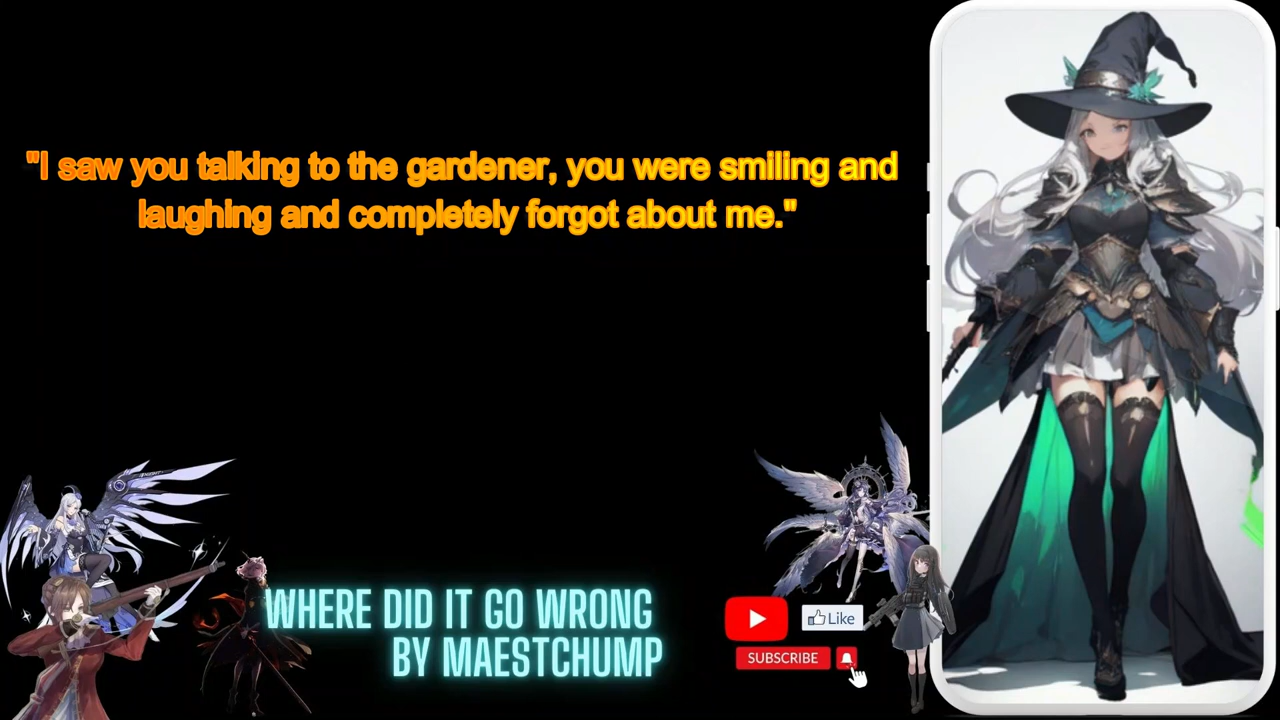 "I saw you talking to the gardener, you were smiling and
laughing and completely forgot about me."
WHERE DID IT GO WRONG
BY MAESTCHUMP
Like
SUBSCRIBE